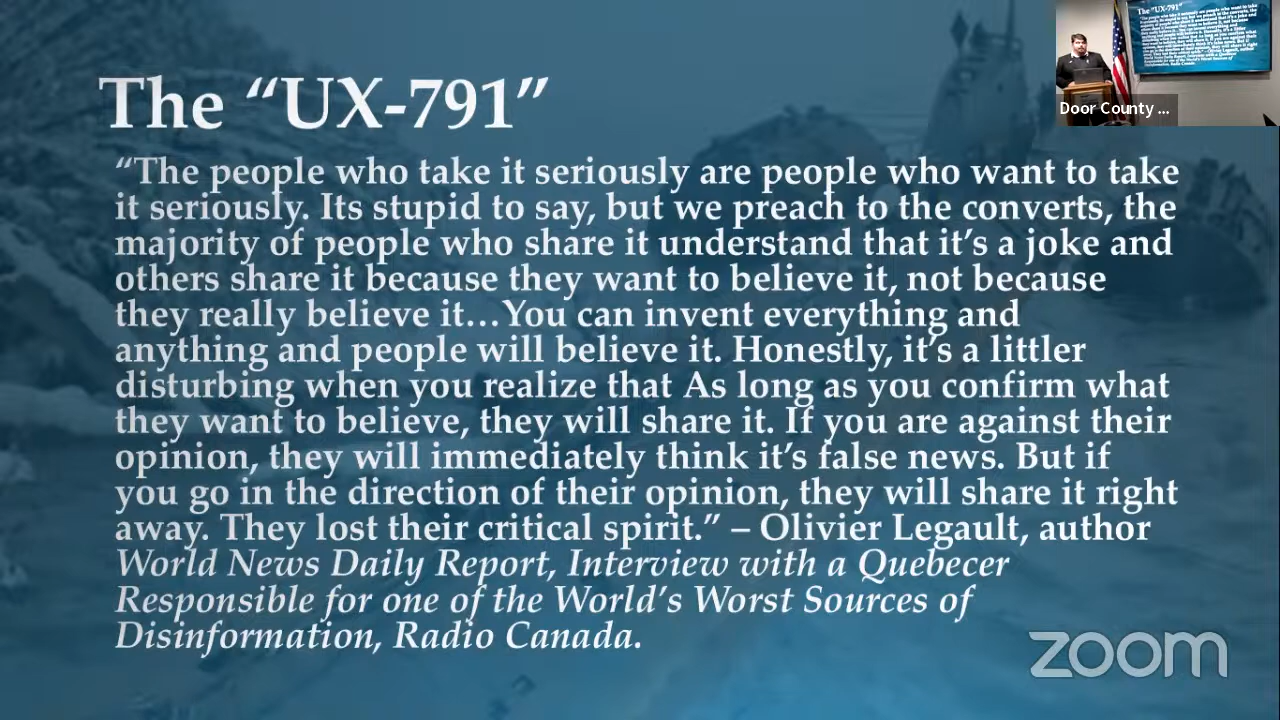 The “UX-791”
“The people who take it seriously are people who want to take
it seriously. Its stupid to say, but we preach to the converts, the
majority of people who share it understand that it’s a joke and
others share it because they want to believe it, not because
they really believe it…You can invent everything and
anything and people will believe it. Honestly, it’s a littler
disturbing when you realize that As long as you confirm what
they want to believe, they will share it. If you are against their
opinion, they will immediately think it’s false news. But if
you go in the direction of their opinion, they will share it right
away. They lost their critical spirit.” – Olivier Legault, author
World News Daily Report, Interview with a Quebecer
Responsible for one of the World’s Worst Sources of
Disinformation, Radio Canada.
The "UX-791"
Door County ...
zoom